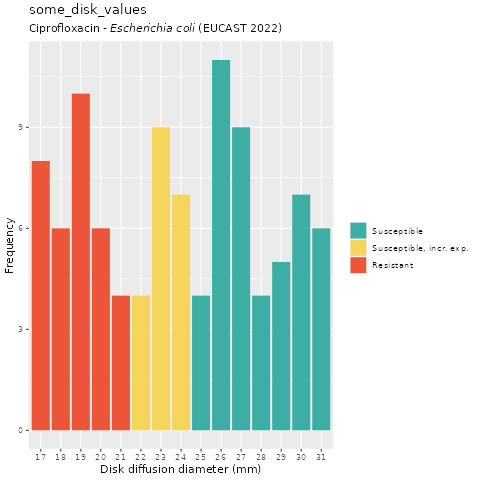 some_disk_values
Ciprofloxacin - Escherichia coli (EUCAST 2022)
Frequency
9
6
3
0
17 18 19 20 21 22 23 24 25 26 27 28 29 30 31
Disk diffusion diameter (mm)
Susceptible
Susceptible, incr. exp.
Resistant